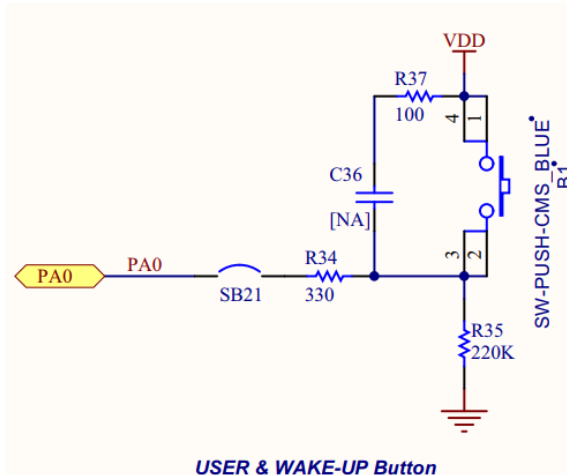 VDD
R37
100
4
1
C36
[NA]
SW-PUSH-CMS_BLUE
B1
PA0
PA0
SB21
R34
330
3
2
R35
220K
USER & WAKE-UP Button